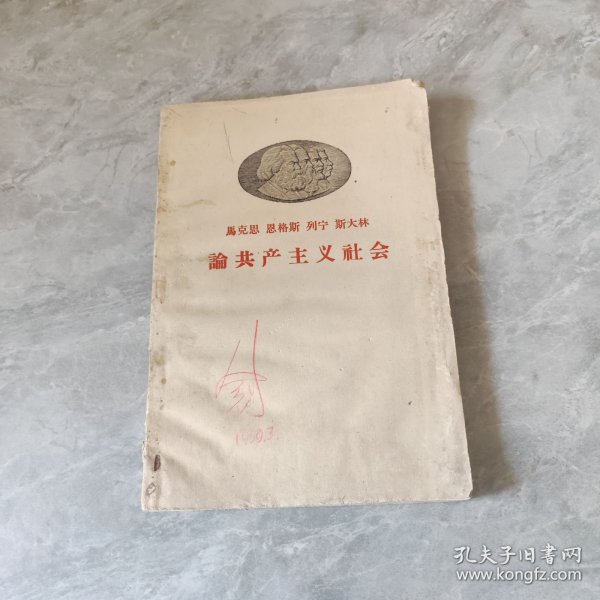 馬克思 恩格斯 列宁 斯大林
論共产主义社会
孔夫子旧书网
www.kongfz.com